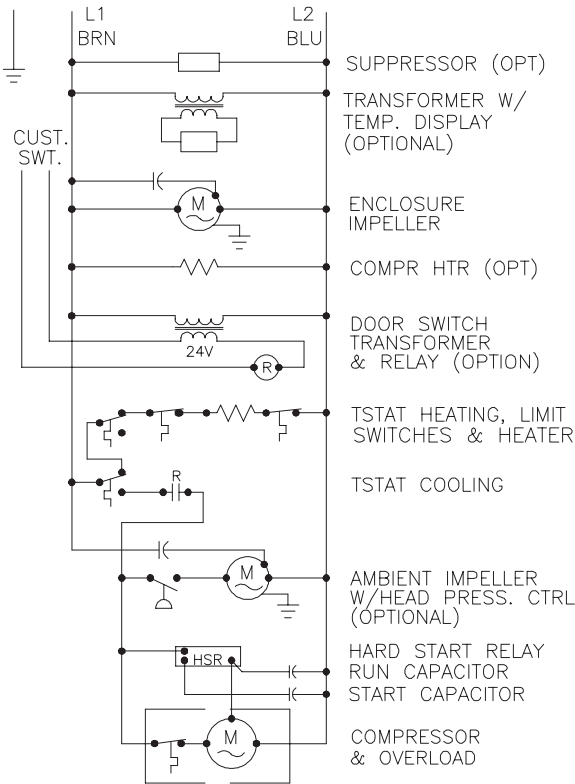 L1
L2
BRN
BLU
SUPPRESSOR (OPT)
TRANSFORMER W/
TEMP. DISPLAY
(OPTIONAL)
CUST.
SWT.
M
ENCLOSURE
IMPELLER
COMPR HTR (OPT)
24V
R
DOOR SWITCH
TRANSFORMER
& RELAY (OPTION)
TSTAT HEATING, LIMIT
SWITCHES & HEATER
R
TSTAT COOLING
M
AMBIENT IMPELLER
W/HEAD PRESS. CTRL
(OPTIONAL)
HSR
HARD START RELAY
RUN CAPACITOR
START CAPACITOR
M
COMPRESSOR
& OVERLOAD